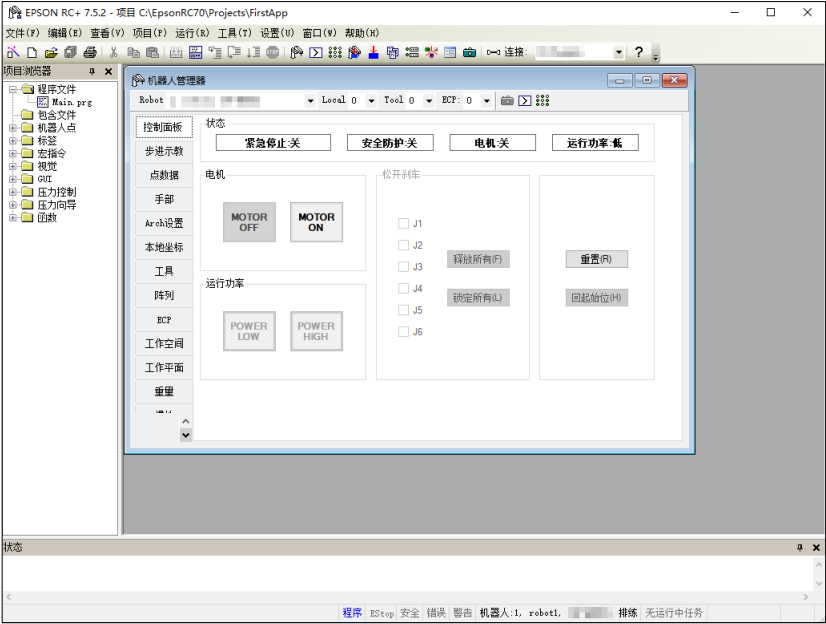 EPSON RC+ 7.5.2 - 项目 C:\EpsonRC70\Projects\FirstApp
文件(F) 编辑(E) 查看(V) 项目(P) 运行(R) 工具(T) 设置(U) 窗口(W) 帮助(H)
连接:
项目浏览器
程序文件
Main.prg
包含文件
机器人点
标签
宏指令
视觉
GUI
压力控制
压力向导
函数
机器人管理器
Robot
Local 0
Tool 0
ECP: 0
控制面板
步进示教
点数据
手部
Arch设置
本地坐标
工具
阵列
ECP
工作空间
工作平面
重量
状态
紧急停止:关
安全防护:关
电机:关
运行功率:低
电机
MOTOR
OFF
MOTOR
ON
运行功率
POWER
LOW
POWER
HIGH
松开刹车
J1
J2
J3
J4
J5
J6
释放所有(F)
锁定所有(L)
重置(R)
回起始位(H)
状态
程序 EStop 安全 错误 警告 机器人:1, robot1, 排练 无运行中任务